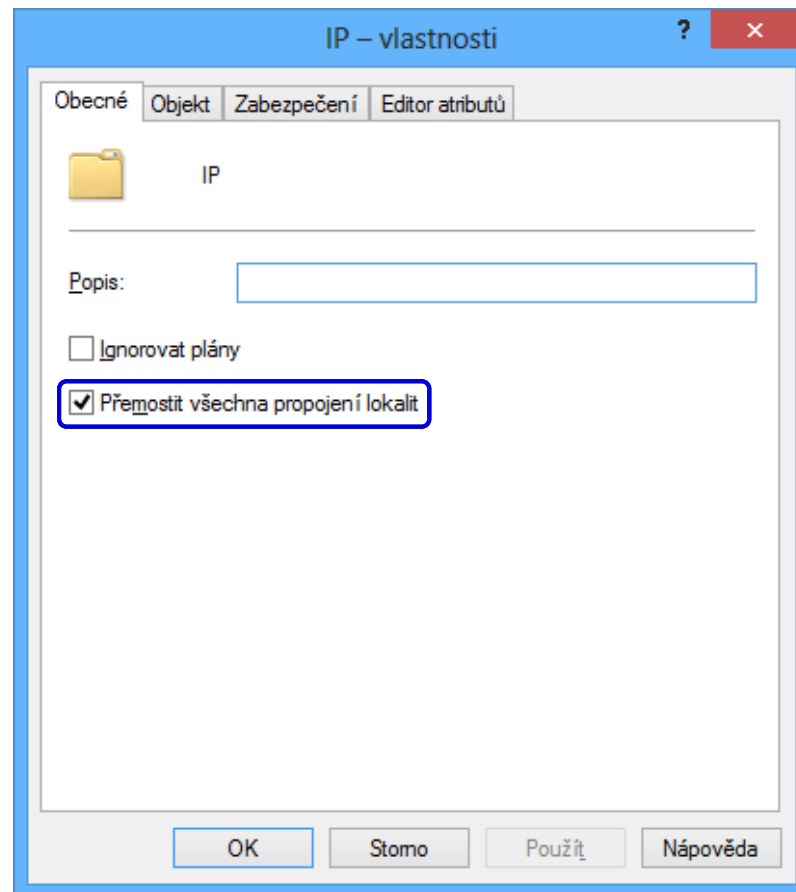 IP – vlastnosti ? ×
Obecné Objekt Zabezpečení Editor atributů
IP
Popis:
Ignorovat plány
Přemostit všechna propojení lokalit
OK Storno Použít Nápověda